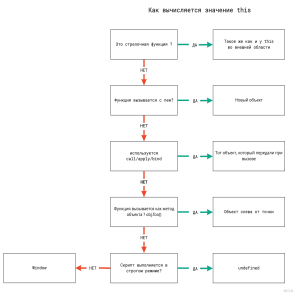 Как вычисляется значение this
Это стрелочная функция ?
ДА
Такое же как и у this
во внешней области
НЕТ
Функция вызывается с new?
ДА
Новый объект
НЕТ
используется
call/apply/bind
ДА
Тот объект, который передали при
вызове
НЕТ
Функция вызывается как метод
объекта ? obj.foo()
ДА
Объект слева от точки
НЕТ
Window
НЕТ
Скрипт выполняется в
строгом режиме?
ДА
undefined